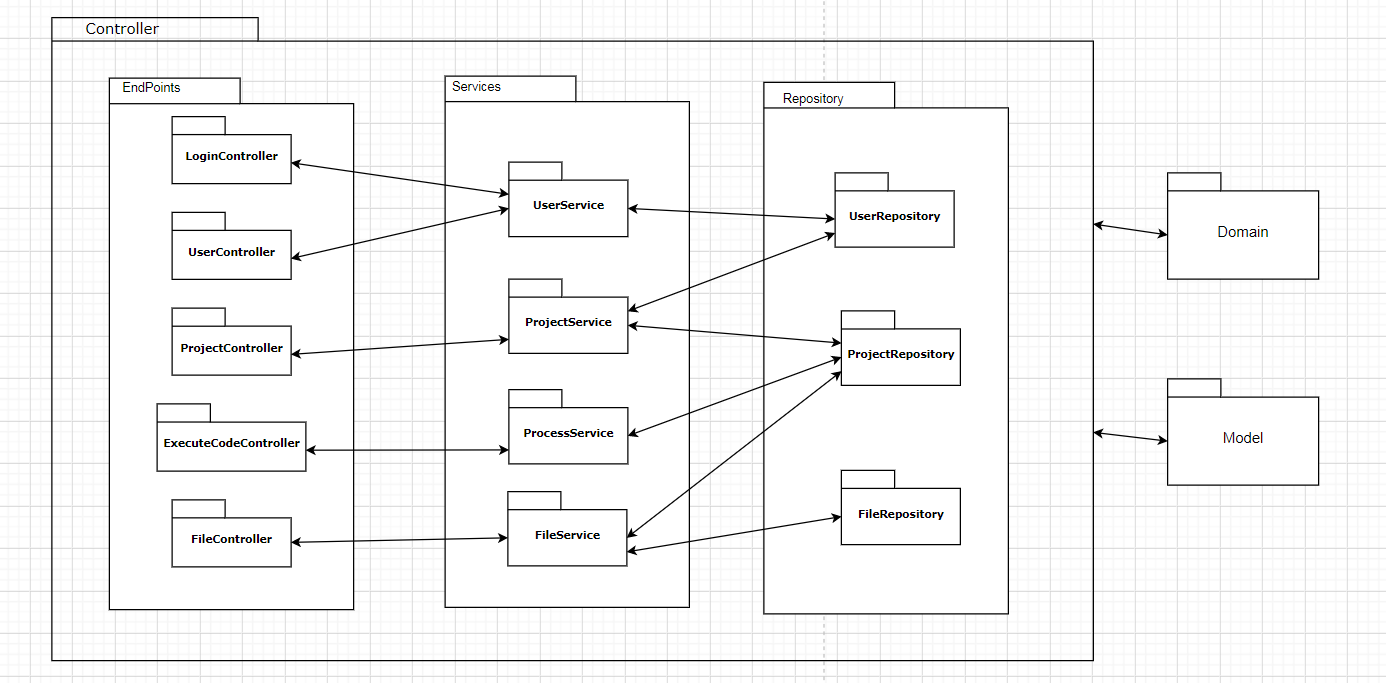 Controller
EndPoints
LoginController
UserController
ProjectController
ExecuteCodeController
FileController
Services
UserService
ProjectService
ProcessService
FileService
Repository
UserRepository
ProjectRepository
FileRepository
Domain
Model